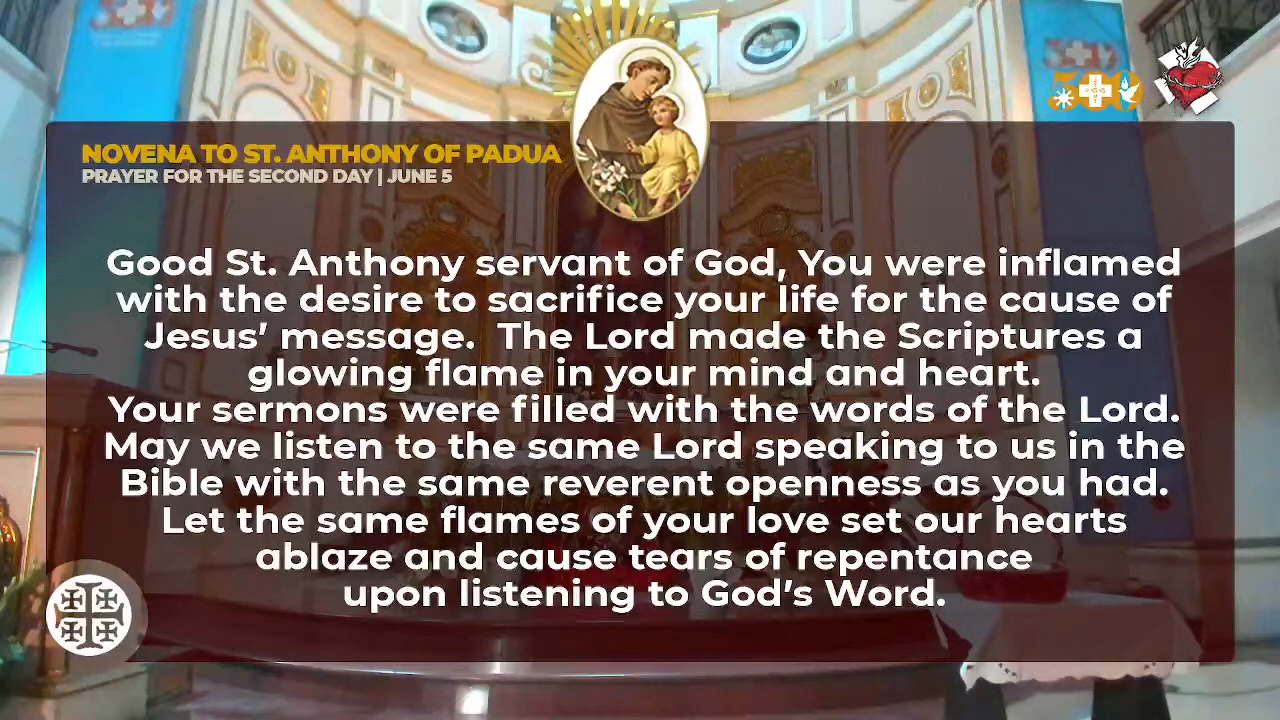 500
NOVENA TO ST. ANTHONY OF PADUA
PRAYER FOR THE SECOND DAY | JUNE 5
Good St. Anthony servant of God, You were inflamed
with the desire to sacrifice your life for the cause of
Jesus’ message.  The Lord made the Scriptures a
glowing flame in your mind and heart.
Your sermons were filled with the words of the Lord.
May we listen to the same Lord speaking to us in the
Bible with the same reverent openness as you had.
Let the same flames of your love set our hearts
ablaze and cause tears of repentance
upon listening to God’s Word.